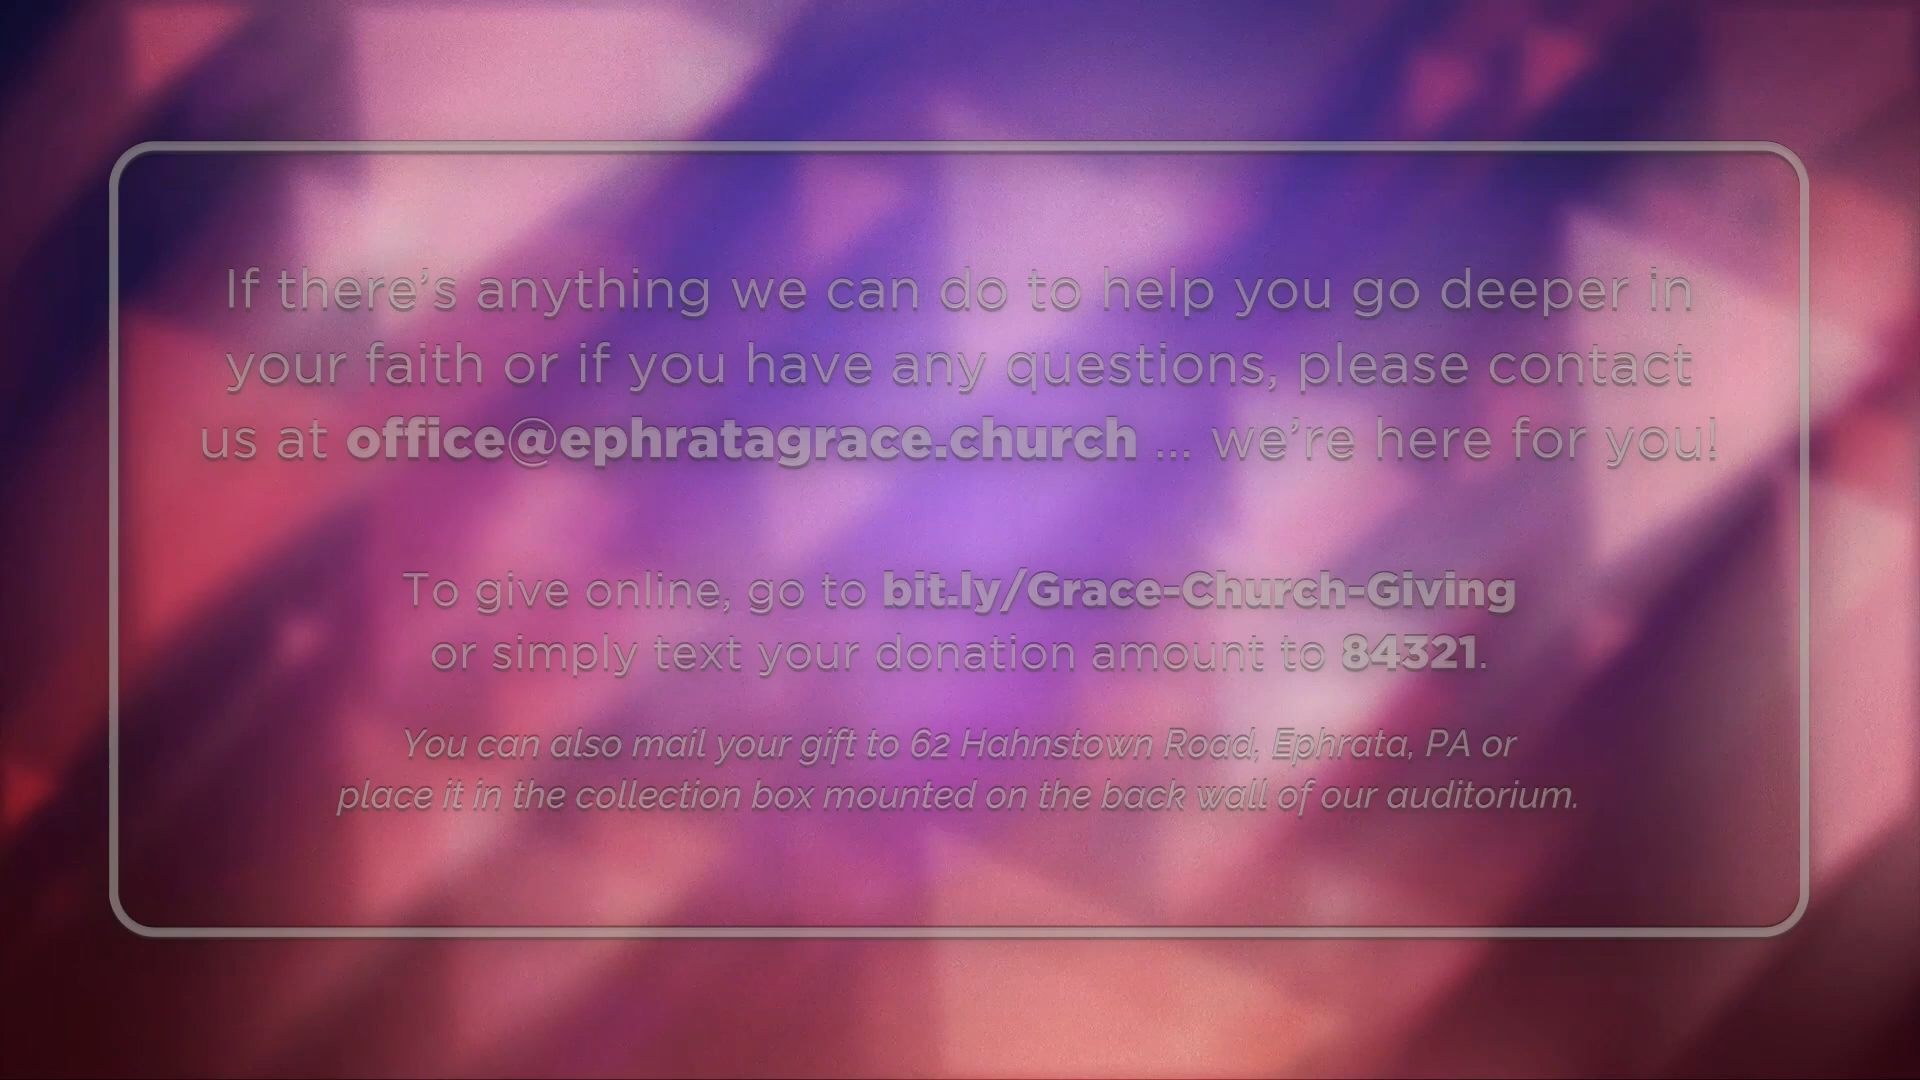 If there’s anything we can do to help you go deeper in
your faith or if you have any questions, please contact
us at office@ephratagrace.church ... we’re here for you!
To give online, go to bit.ly/Grace-Church-Giving
or simply text your donation amount to 84321.
You can also mail your gift to 62 Hahnstown Road, Ephrata, PA or
place it in the collection box mounted on the back wall of our auditorium.